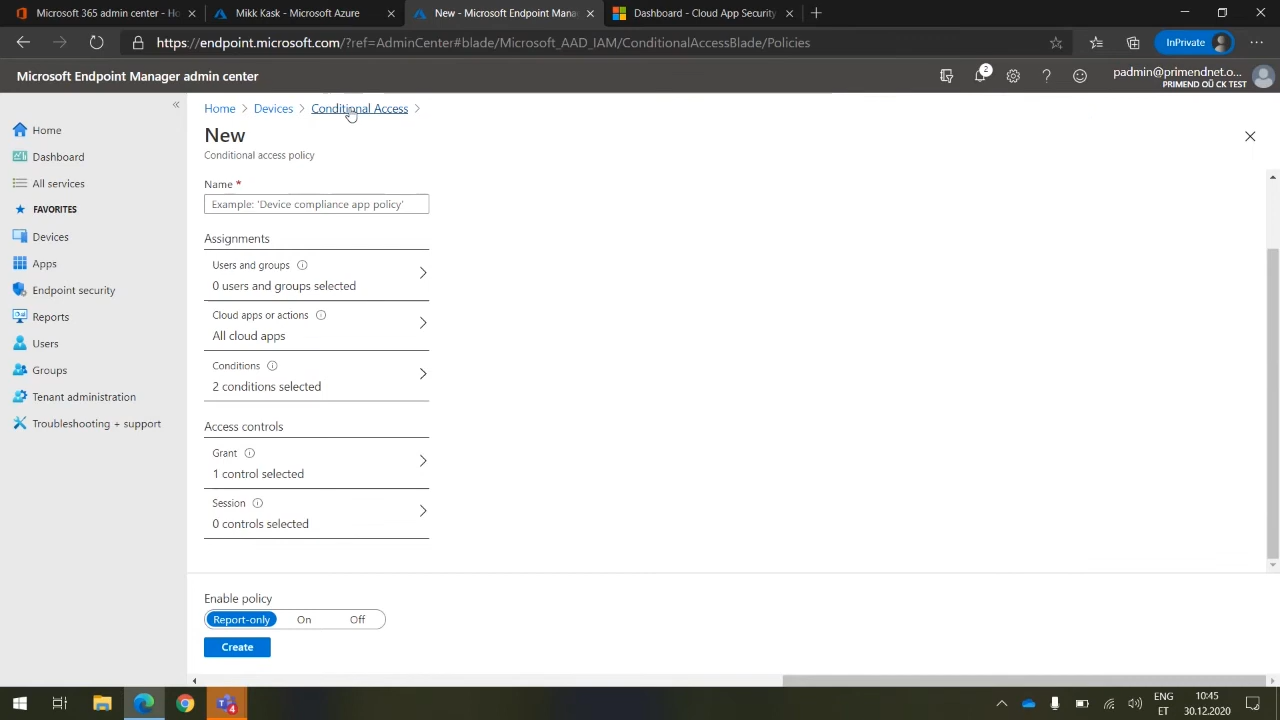 Microsoft 365 admin center - Ho
Mikk Kask - Microsoft Azure
New - Microsoft Endpoint Mana
Dashboard - Cloud App Security
https://endpoint.microsoft.com/?ref=AdminCenter#blade/Microsoft_AAD_IAM/ConditionalAccessBlade/Policies
InPrivate
Microsoft Endpoint Manager admin center
2
padmin@primendnet.o...
PRIMEND OÜ CK TEST
Home
Dashboard
All services
FAVORITES
Devices
Apps
Endpoint security
Reports
Users
Groups
Tenant administration
Troubleshooting + support
Home > Devices > Conditional Access >
New
Conditional access policy
Name *
Example: 'Device compliance app policy'
Assignments
Users and groups
0 users and groups selected
Cloud apps or actions
All cloud apps
Conditions
2 conditions selected
Access controls
Grant
1 control selected
Session
0 controls selected
Enable policy
Report-only On Off
Create
4
ENG
ET
10:45
30.12.2020